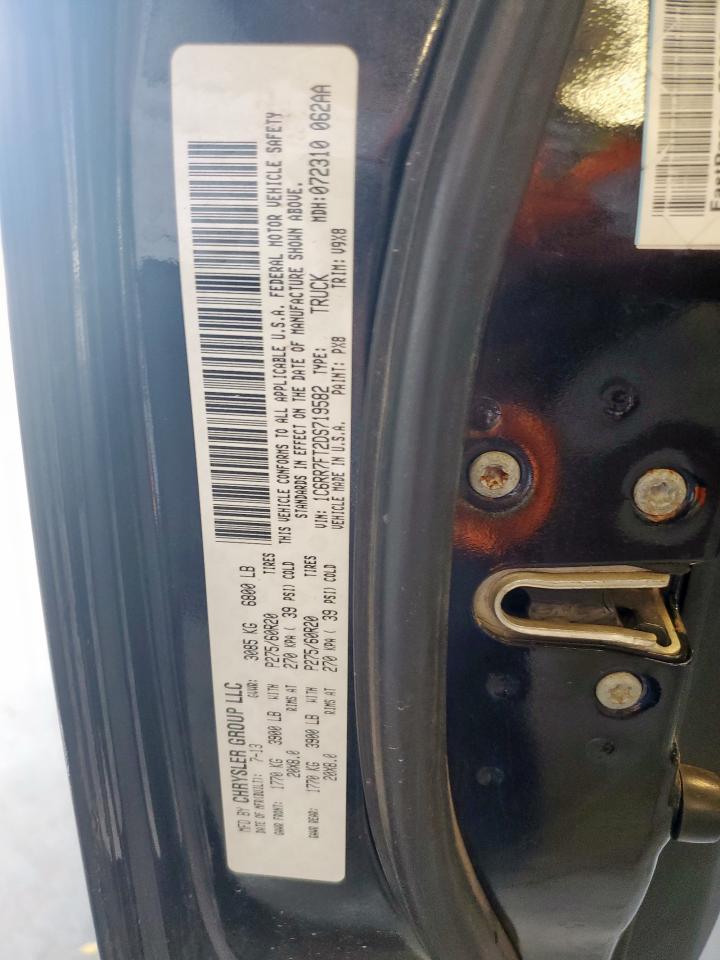 MFD BY CHRYSLER GROUP LLC
DATE OF MFR(BUILT): 7-13 GVWR: 3085 KG 6800 LB
GAWR FRONT: 1770 KG 3900 LB WITH P275/60R20 TIRES
20X8.0 RIMS AT 270 KPA ( 39 PSI) COLD
GAWR REAR: 1770 KG 3900 LB WITH P275/60R20 TIRES
20X8.0 RIMS AT 270 KPA ( 39 PSI) COLD
THIS VEHICLE CONFORMS TO ALL APPLICABLE U.S.A. FEDERAL MOTOR VEHICLE SAFETY
STANDARDS IN EFFECT ON THE DATE OF MANUFACTURE SHOWN ABOVE.
VIN: 1C6RR7FT2DS719582 TYPE: TRUCK MDH:072310 062AA
VEHICLE MADE IN U.S.A. PAINT: PX8 TRIM: V9X8